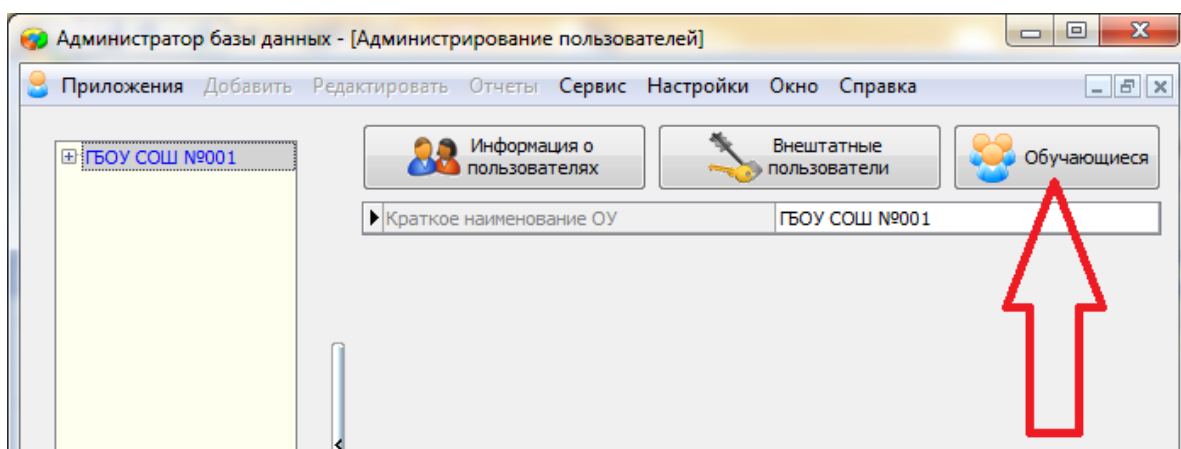 Администратор базы данных - [Администрирование пользователей]
Приложения Добавить Редактировать Отчеты Сервис Настройки Окно Справка
ГБОУ СОШ №001
Информация о
пользователях
Внештатные
пользователи
Обучающиеся
Краткое наименование ОУ ГБОУ СОШ №001